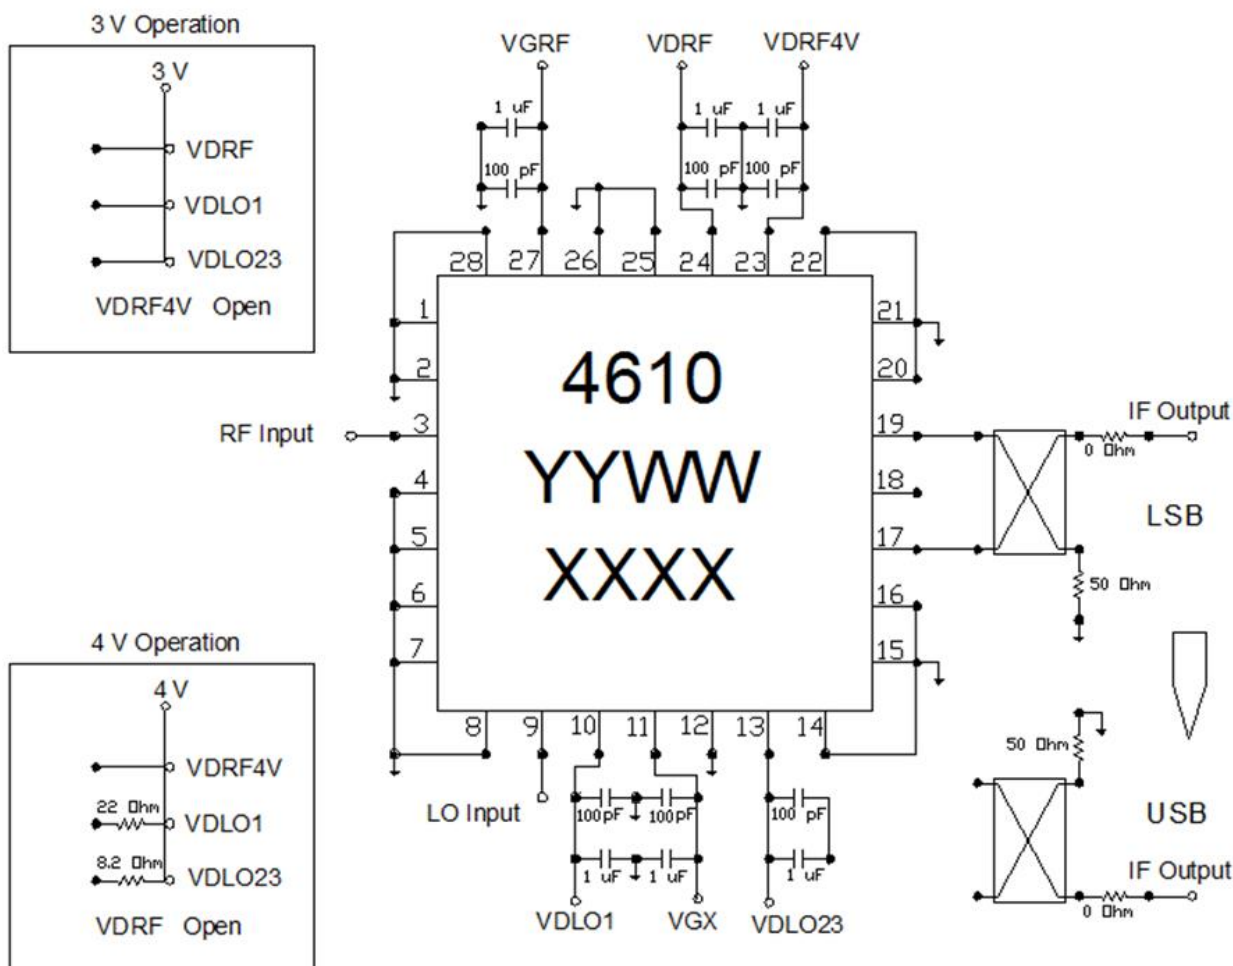 3 V Operation
3 V
VDRF
VDLO1
VDLO23
VDRF4V Open
4 V Operation
4 V
VDRF4V
22 Ohm
VDLO1
8.2 Ohm
VDLO23
VDRF Open
VGRF
VDRF
VDRF4V
1 uF
1 uF
1 uF
100 pF
100 pF
100 pF
28
27
26
25
24
23
22
1
2
3
4
5
6
7
RF Input
4610
YYWW
XXXX
21
20
19
18
17
16
15
8
9
10
11
12
13
14
LO Input
100pF
100pF
100 pF
1 uF
1 uF
1 uF
VDLO1
VGX
VDLO23
IF Output
0 Ohm
LSB
50 Ohm
50 Ohm
USB
IF Output
0 Ohm